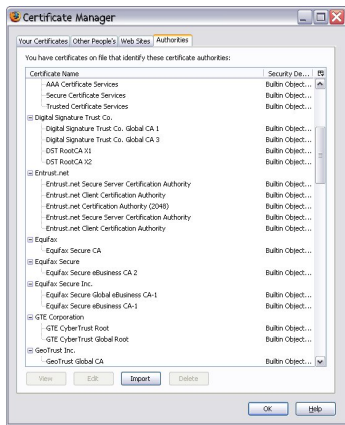 Certificate Manager
Your Certificates Other People's Web Sites Authorities
You have certificates on file that identify these certificate authorities:
Certificate Name Security De...
AAA Certificate Services Builtin Object...
Secure Certificate Services Builtin Object...
Trusted Certificate Services Builtin Object...
Digital Signature Trust Co.
Digital Signature Trust Co. Global CA 1 Builtin Object...
Digital Signature Trust Co. Global CA 3 Builtin Object...
DST RootCA X1 Builtin Object...
DST RootCA X2 Builtin Object...
Entrust.net
Entrust.net Secure Server Certification Authority Builtin Object...
Entrust.net Client Certification Authority Builtin Object...
Entrust.net Certification Authority (2048) Builtin Object...
Entrust.net Secure Server Certification Authority Builtin Object...
Entrust.net Client Certification Authority Builtin Object...
Equifax
Equifax Secure CA Builtin Object...
Equifax Secure
Equifax Secure eBusiness CA 2 Builtin Object...
Equifax Secure Inc.
Equifax Secure Global eBusiness CA-1 Builtin Object...
Equifax Secure eBusiness CA-1 Builtin Object...
GTE Corporation
GTE CyberTrust Root Builtin Object...
GTE CyberTrust Global Root Builtin Object...
GeoTrust Inc.
GeoTrust Global CA Builtin Object...
View Edit Import Delete
OK Help